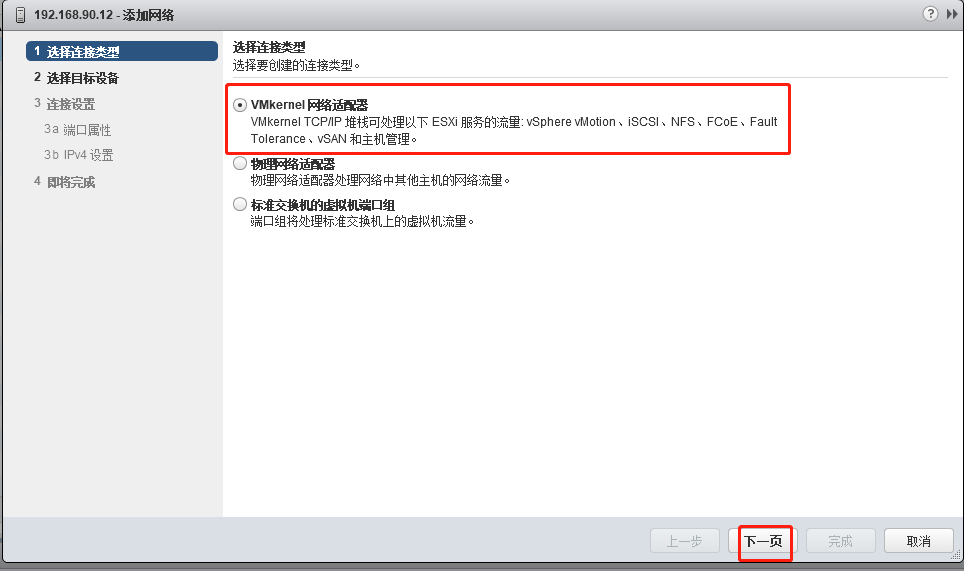 192.168.90.12 - 添加网络
?
1 选择连接类型
2 选择目标设备
3 连接设置
3a 端口属性
3b IPv4 设置
4 即将完成
选择连接类型
选择要创建的连接类型。
VMkernel 网络适配器
VMkernel TCP/IP 堆栈可处理以下 ESXi 服务的流量: vSphere vMotion、iSCSI、NFS、FCoE、Fault
Tolerance、vSAN 和主机管理。
物理网络适配器
物理网络适配器处理网络中其他主机的网络流量。
标准交换机的虚拟机端口组
端口组将处理标准交换机上的虚拟机流量。
上一步
下一页
完成
取消